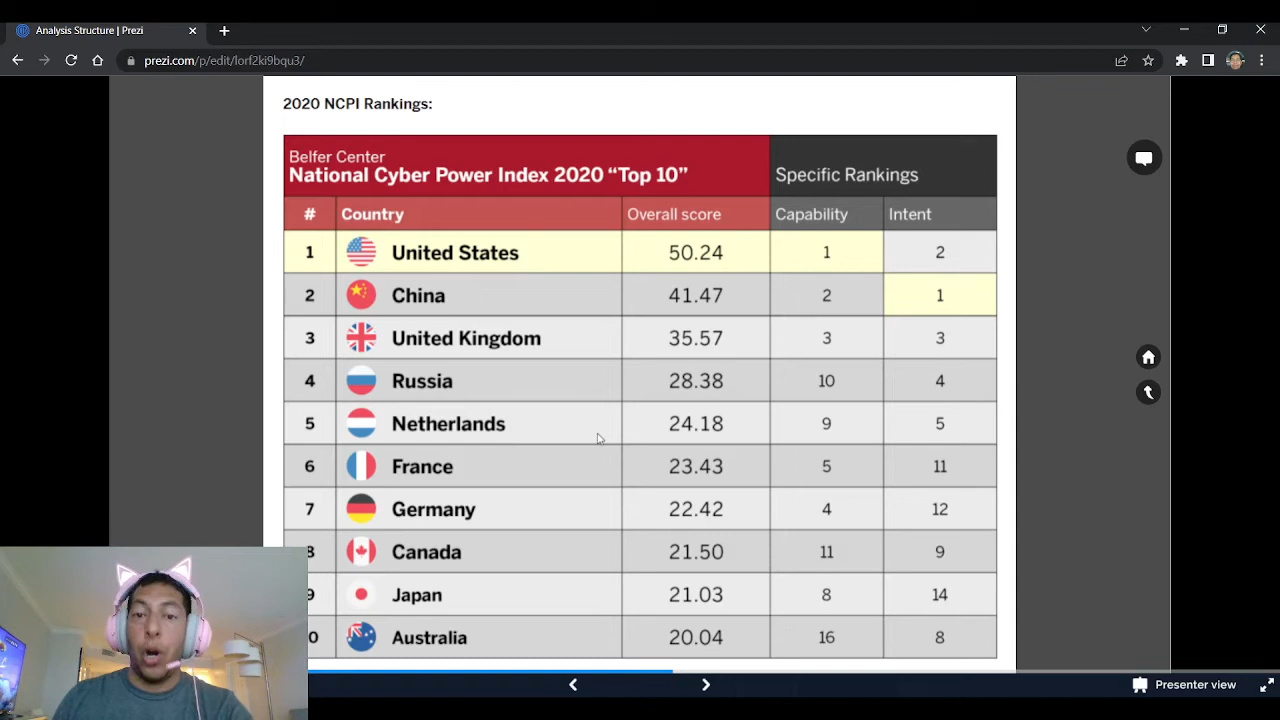 Analysis Structure | Prezi
prezi.com/p/edit/lorf2ki9bqu3/
2020 NCPI Rankings:
Belfer Center
National Cyber Power Index 2020 “Top 10” Specific Rankings
# Country Overall score Capability Intent
1 United States 50.24 1 2
2 China 41.47 2 1
3 United Kingdom 35.57 3 3
4 Russia 28.38 10 4
5 Netherlands 24.18 9 5
6 France 23.43 5 11
7 Germany 22.42 4 12
8 Canada 21.50 11 9
9 Japan 21.03 8 14
0 Australia 20.04 16 8
Presenter view